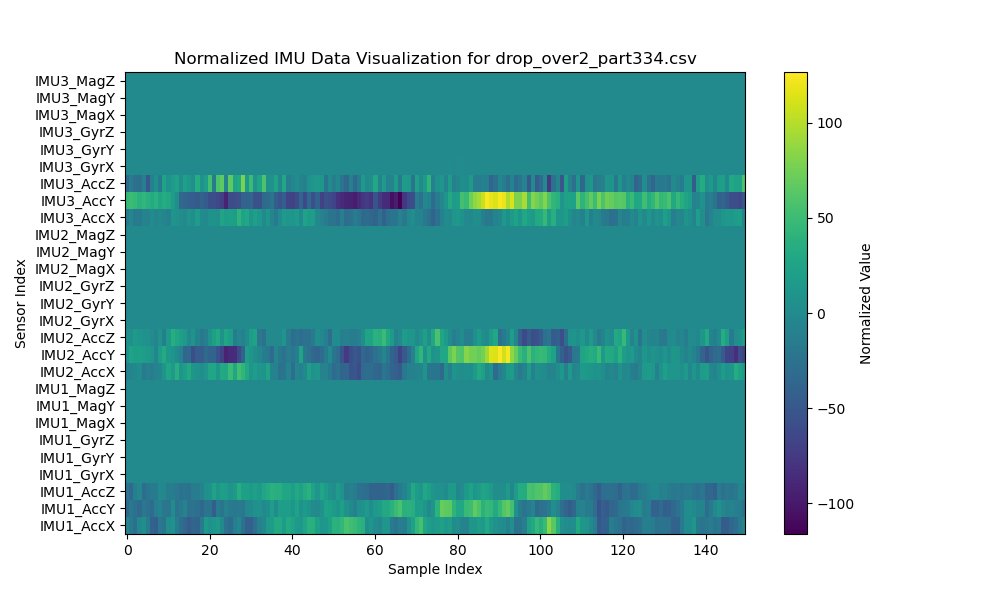 Normalized IMU Data Visualization for drop_over2_part334.csv
Sensor Index
IMU3_MagZ
IMU3_MagY
IMU3_MagX
IMU3_GyrZ
IMU3_GyrY
IMU3_GyrX
IMU3_AccZ
IMU3_AccY
IMU3_AccX
IMU2_MagZ
IMU2_MagY
IMU2_MagX
IMU2_GyrZ
IMU2_GyrY
IMU2_GyrX
IMU2_AccZ
IMU2_AccY
IMU2_AccX
IMU1_MagZ
IMU1_MagY
IMU1_MagX
IMU1_GyrZ
IMU1_GyrY
IMU1_GyrX
IMU1_AccZ
IMU1_AccY
IMU1_AccX
0 20 40 60 80 100 120 140
Sample Index
100
50
0
−50
−100
Normalized Value